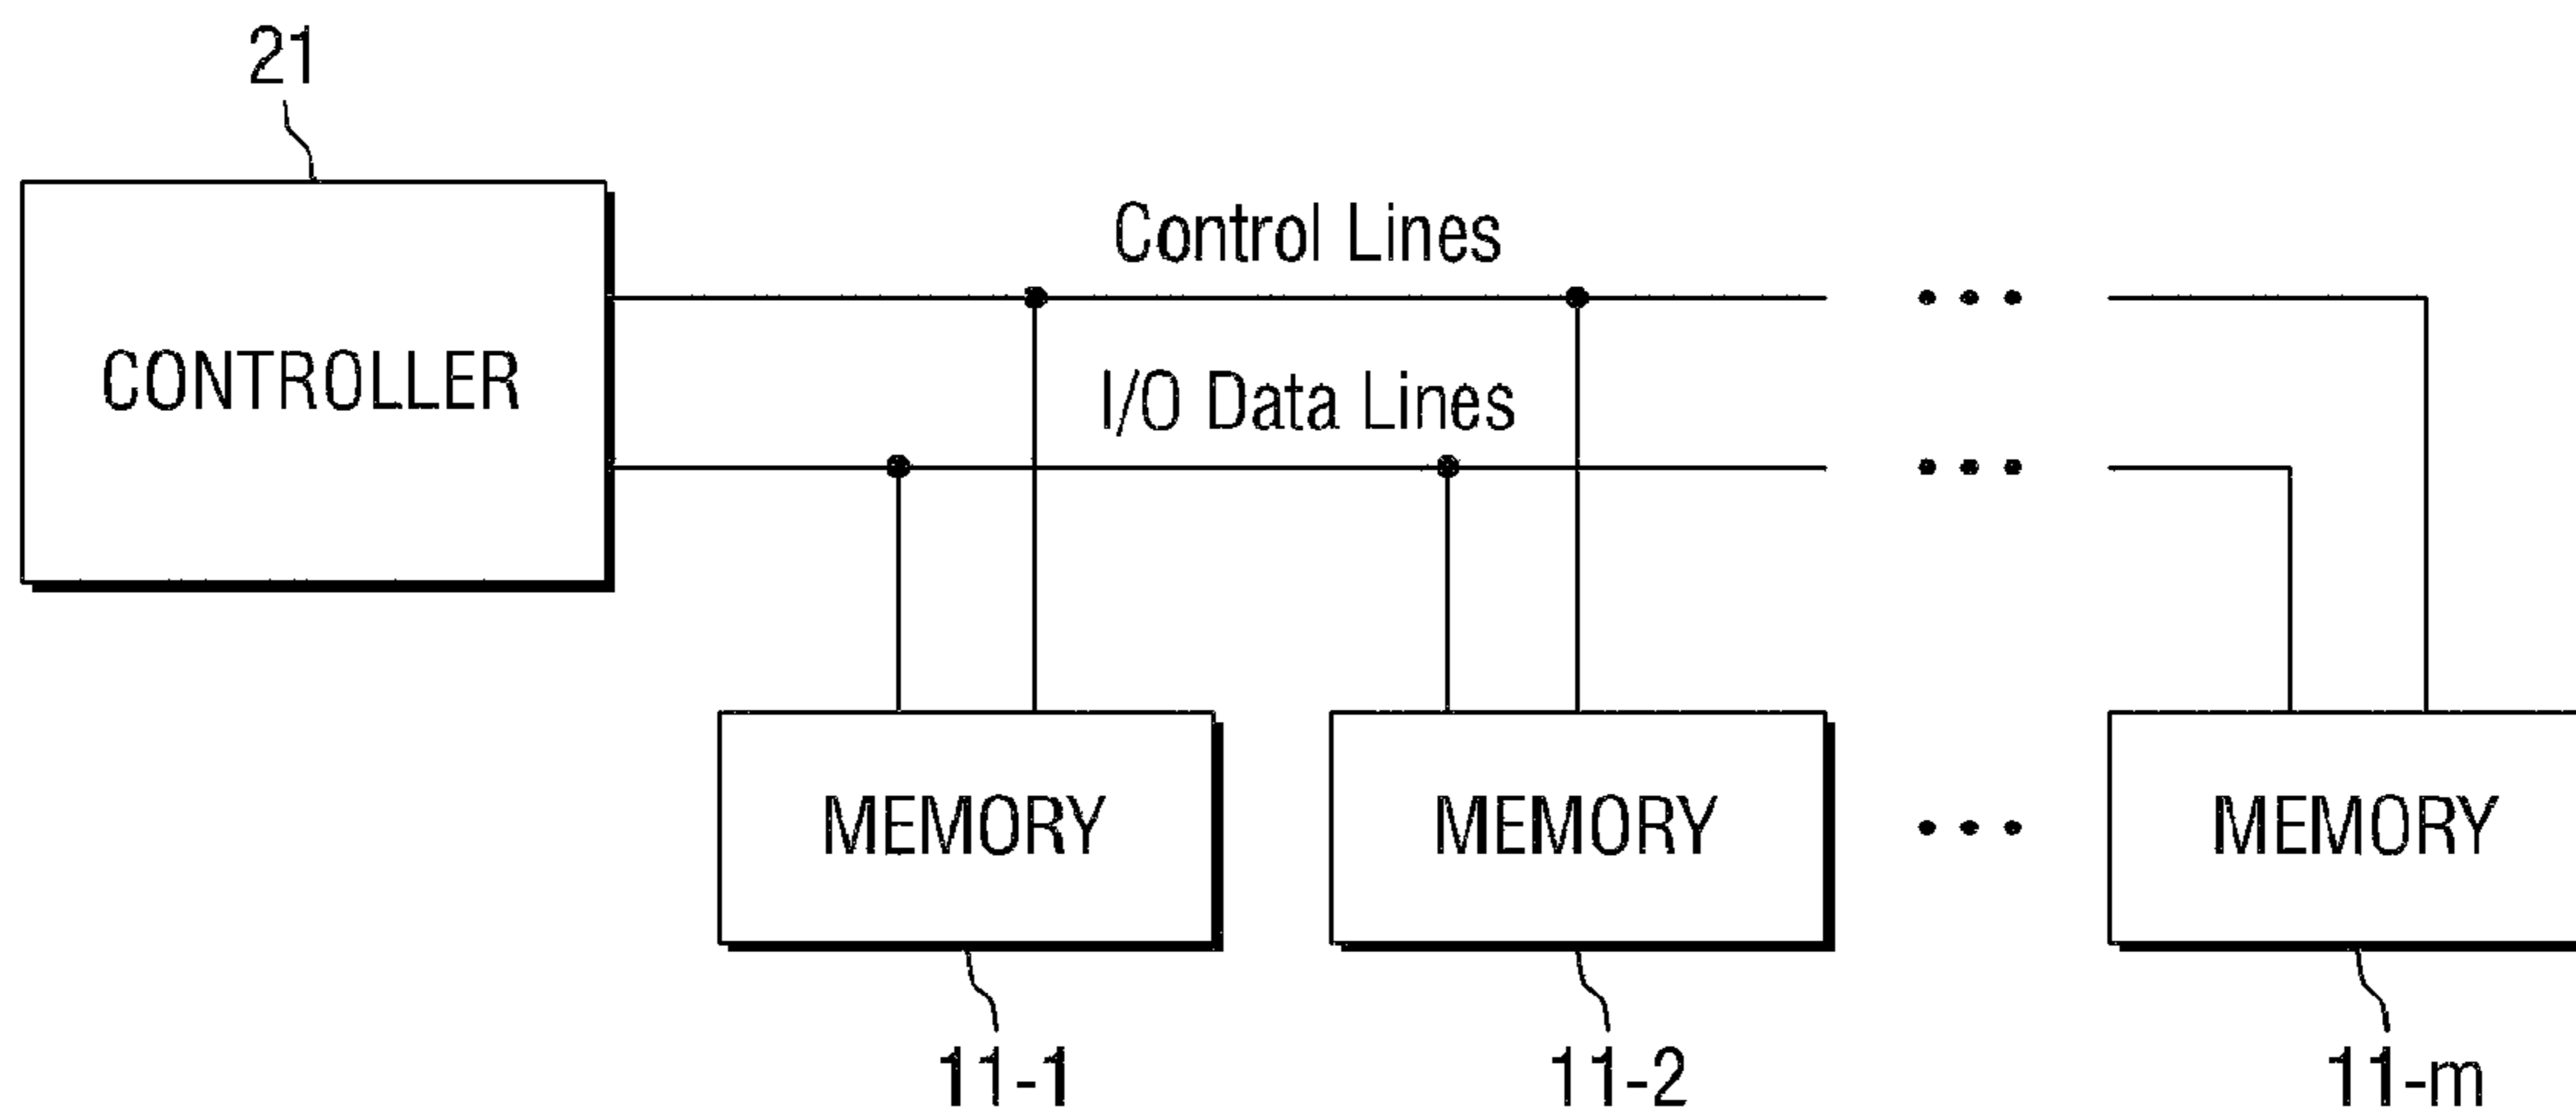 21
Control Lines
CONTROLLER
I/O Data Lines
MEMORY
MEMORY
MEMORY
11-1
11-2
11-m